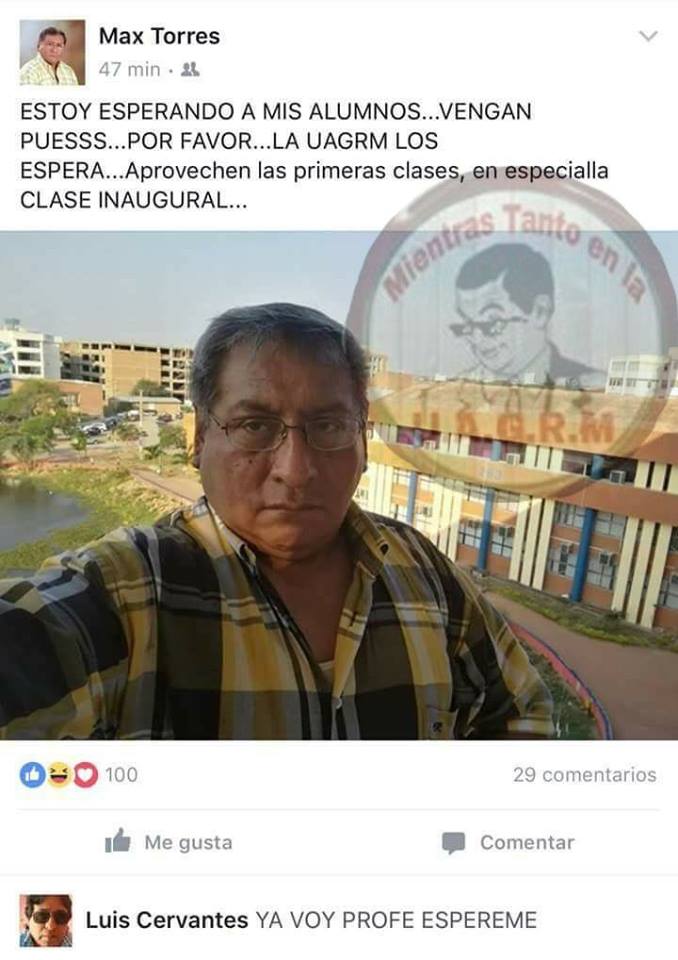 Max Torres
47 min ·
ESTOY ESPERANDO A MIS ALUMNOS...VENGAN
PUESSS...POR FAVOR...LA UAGRM LOS
ESPERA...Aprovechen las primeras clases, en especialla
CLASE INAUGURAL...
Mientras Tanto en la
U.A.G.R.M
100
29 comentarios
Me gusta
Comentar
Luis Cervantes YA VOY PROFE ESPEREME